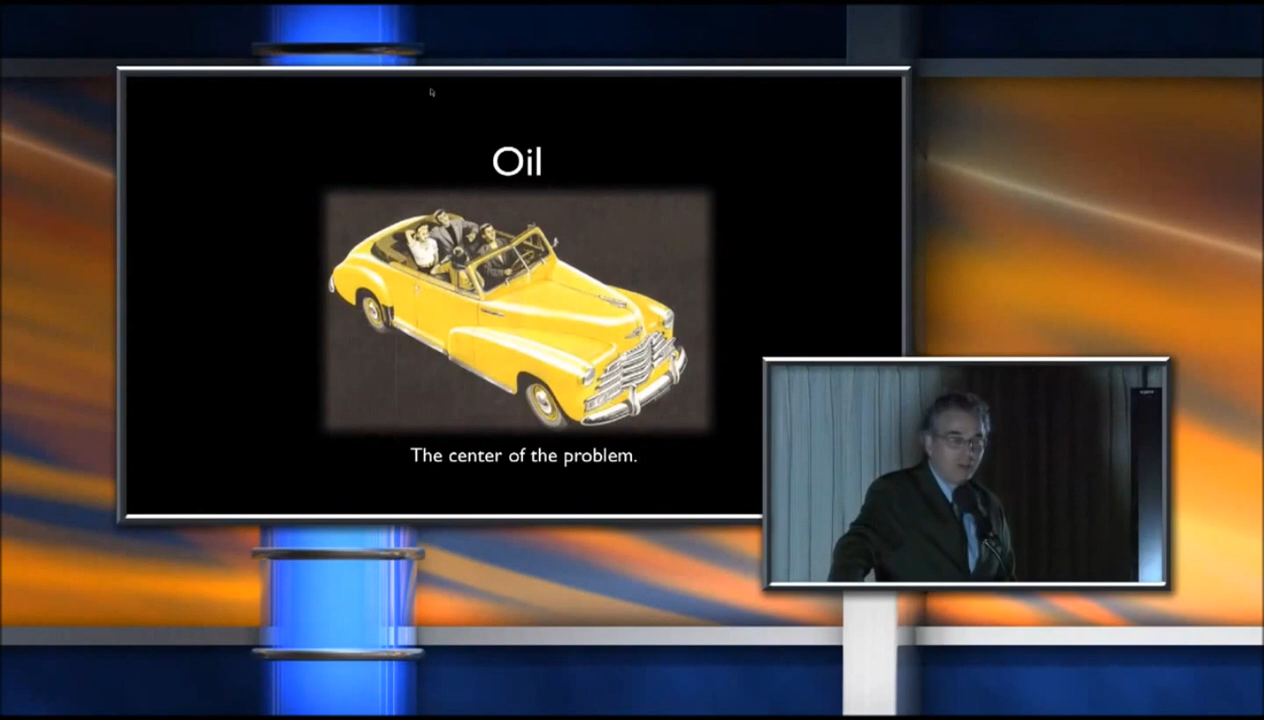 Oil
The center of the problem.